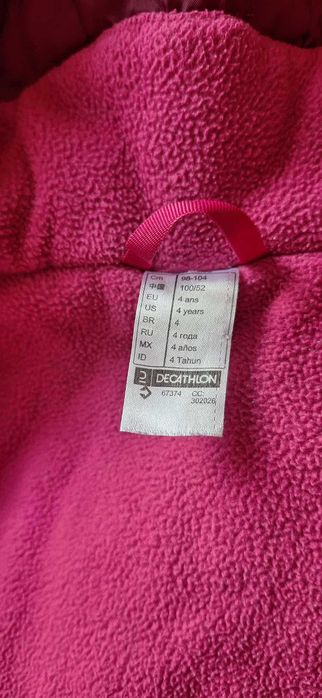 Cm 98-104
中国 100/52
EU 4 ans
US 4 years
BR 4
RU 4 года
MX 4 años
ID 4 Tahun
DECATHLON
67374 CC:
302026